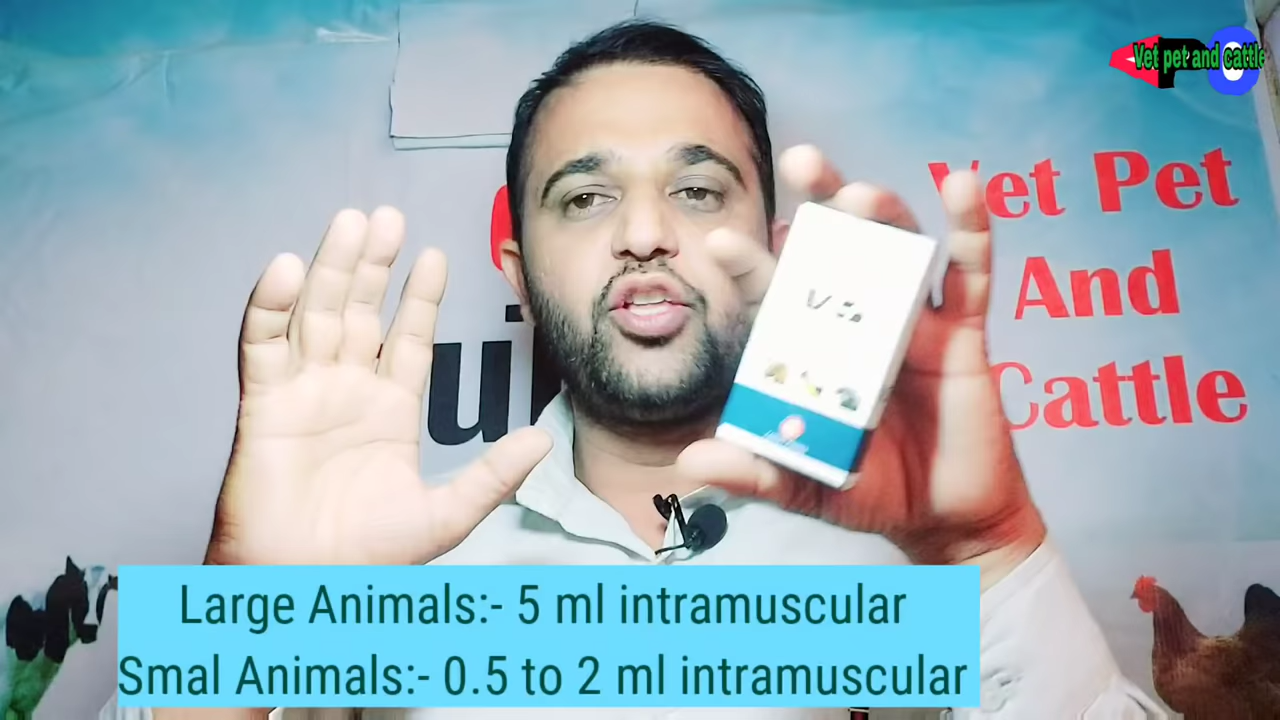 Vet pet and cattle
Vet Pet
And
Cattle
Large Animals:- 5 ml intramuscular
Smal Animals:- 0.5 to 2 ml intramuscular